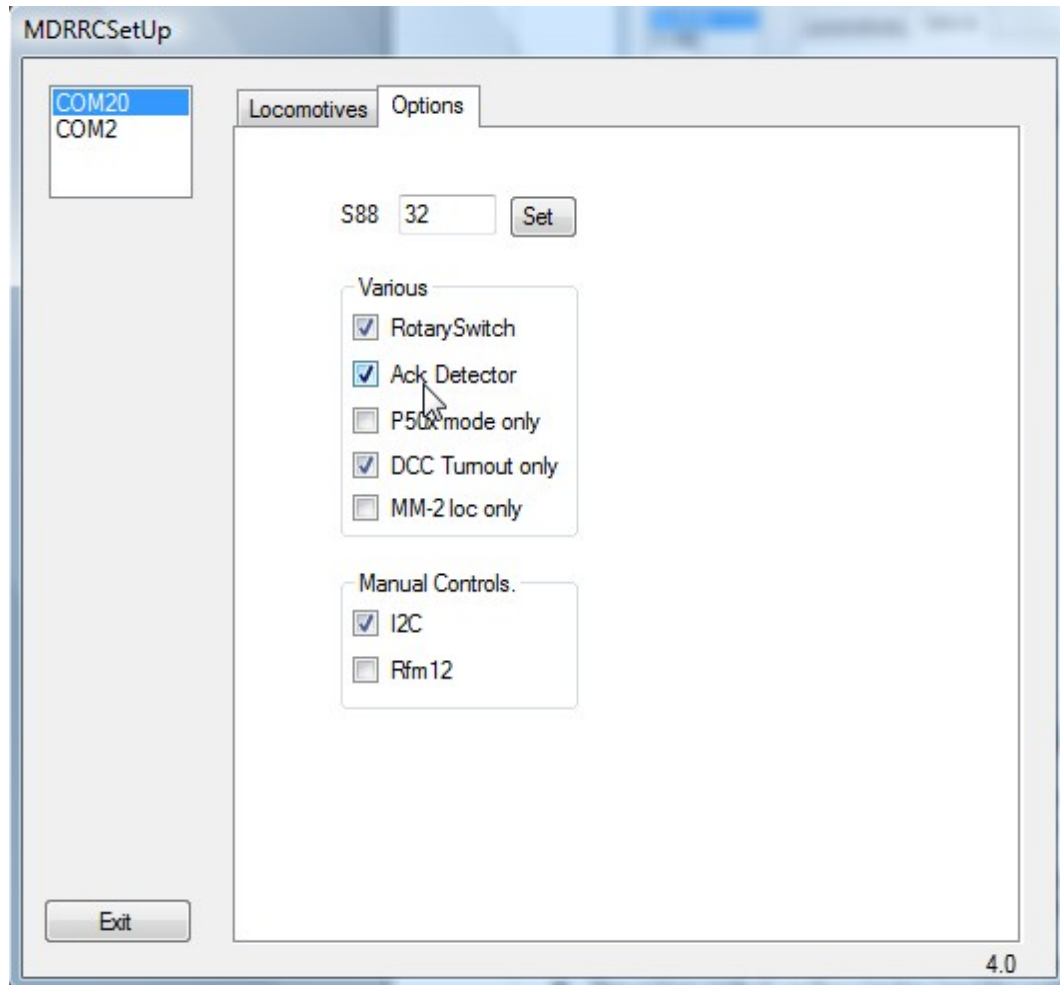 MDRRCSetUp
COM20
COM2
Locomotives
Options
S88
32
Set
Various
RotarySwitch
Ack Detector
P50x mode only
DCC Turnout only
MM-2 loc only
Manual Controls.
I2C
Rfm12
Exit
4.0